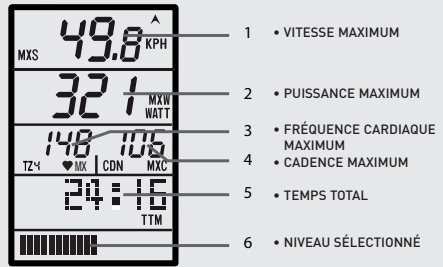 MXS 49.8 KPH
1 • VITESSE MAXIMUM
321 MXW WATT
2 • PUISSANCE MAXIMUM
148 106
TZ4 ♥ MX CDN MXC
3 • FRÉQUENCE CARDIAQUE
MAXIMUM
4 • CADENCE MAXIMUM
24:16
TTM
5 • TEMPS TOTAL
6 • NIVEAU SÉLECTIONNÉ